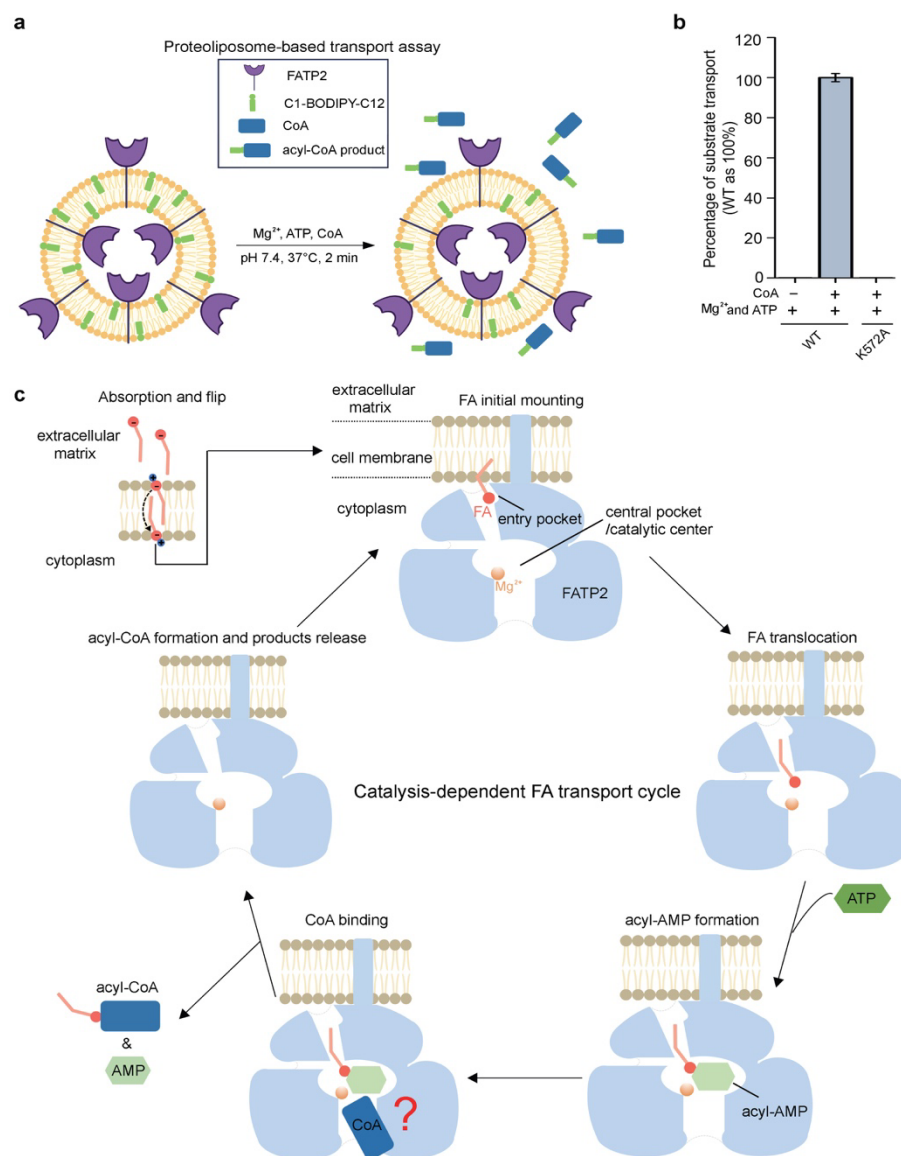 a
Proteoliposome-based transport assay
FATP2
C1-BODIPY-C12
CoA
acyl-CoA product
Mg²⁺, ATP, CoA
pH 7.4, 37°C, 2 min
b
Percentage of substrate transport
(WT as 100%)
120
100
80
60
40
20
0
CoA − + +
Mg²⁺ and ATP + + +
WT
K572A
c
Absorption and flip
extracellular
matrix
cytoplasm
extracellular
matrix
cell membrane
cytoplasm
FA initial mounting
FA
entry pocket
central pocket
/catalytic center
Mg²⁺
FATP2
FA translocation
ATP
acyl-AMP formation
acyl-AMP
CoA binding
CoA
?
acyl-CoA
&
AMP
acyl-CoA formation and products release
Catalysis-dependent FA transport cycle